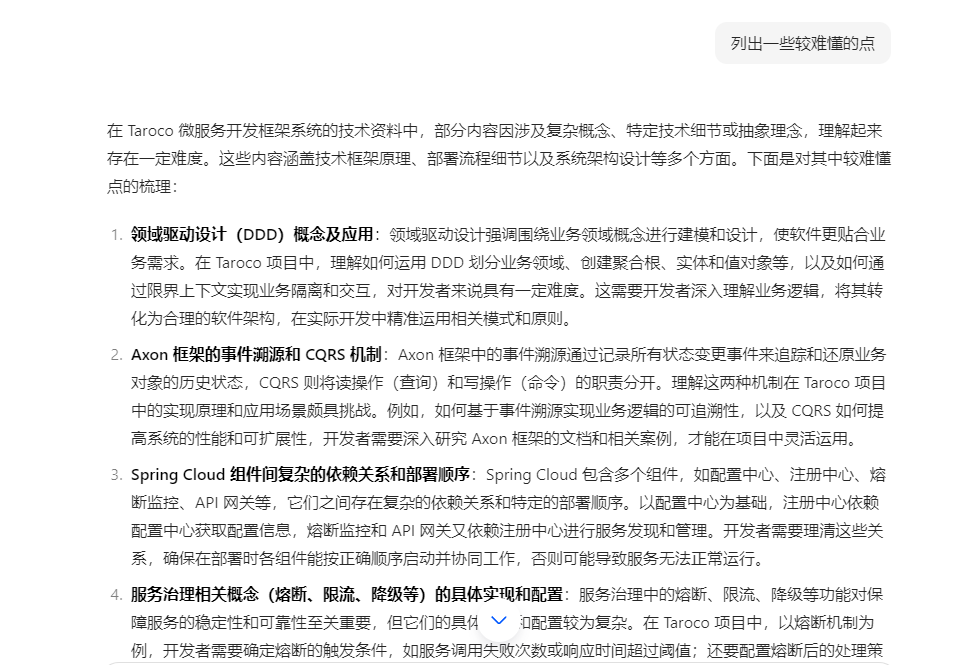 列出一些较难懂的点
在 Taroco 微服务开发框架系统的技术资料中，部分内容因涉及复杂概念、特定技术细节或抽象理念，理解起来
存在一定难度。这些内容涵盖技术框架原理、部署流程细节以及系统架构设计等多个方面。下面是对其中较难懂
点的梳理：
1. 领域驱动设计（DDD）概念及应用：领域驱动设计强调围绕业务领域概念进行建模和设计，使软件更贴合业
务需求。在 Taroco 项目中，理解如何运用 DDD 划分业务领域、创建聚合根、实体和值对象等，以及如何通
过限界上下文实现业务隔离和交互，对开发者来说具有一定难度。这需要开发者深入理解业务逻辑，将其转
化为合理的软件架构，在实际开发中精准运用相关模式和原则。
2. Axon 框架的事件溯源和 CQRS 机制：Axon 框架中的事件溯源通过记录所有状态变更事件来追踪和还原业务
对象的历史状态，CQRS 则将读操作（查询）和写操作（命令）的职责分开。理解这两种机制在 Taroco 项目
中的实现原理和应用场景颇具挑战。例如，如何基于事件溯源实现业务逻辑的可追溯性，以及 CQRS 如何提
高系统的性能和可扩展性，开发者需要深入研究 Axon 框架的文档和相关案例，才能在项目中灵活运用。
3. Spring Cloud 组件间复杂的依赖关系和部署顺序：Spring Cloud 包含多个组件，如配置中心、注册中心、熔
断监控、API 网关等，它们之间存在复杂的依赖关系和特定的部署顺序。以配置中心为基础，注册中心依赖
配置中心获取配置信息，熔断监控和 API 网关又依赖注册中心进行服务发现和管理。开发者需要理清这些关
系，确保在部署时各组件能按正确顺序启动并协同工作，否则可能导致服务无法正常运行。
4. 服务治理相关概念（熔断、限流、降级等）的具体实现和配置：服务治理中的熔断、限流、降级等功能对保
障服务的稳定性和可靠性至关重要，但它们的具体和配置较为复杂。在 Taroco 项目中，以熔断机制为
例，开发者需要确定熔断的触发条件，如服务调用失败次数或响应时间超过阈值；还要配置熔断后的处理策